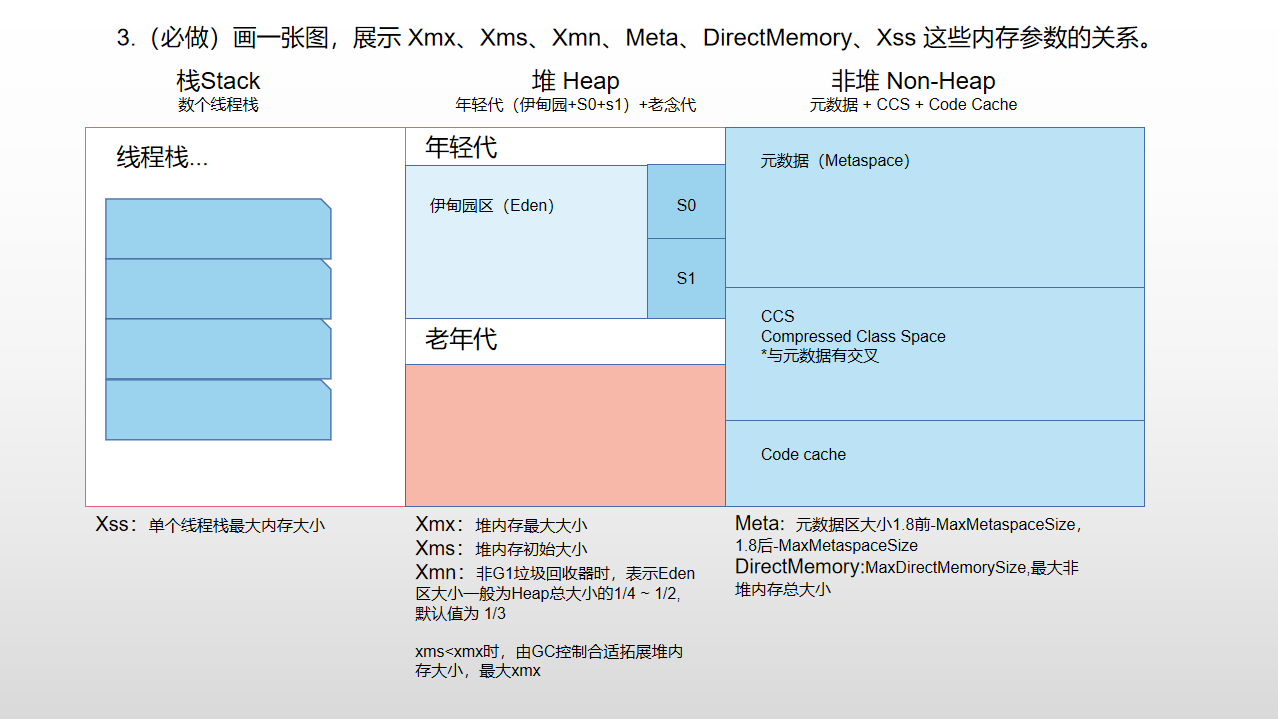 3.（必做）画一张图，展示 Xmx、Xms、Xmn、Meta、DirectMemory、Xss 这些内存参数的关系。
栈Stack
数个线程栈
堆 Heap
年轻代（伊甸园+S0+s1）+老念代
非堆 Non-Heap
元数据 + CCS + Code Cache
线程栈...
年轻代
伊甸园区（Eden）
S0
S1
老年代
元数据（Metaspace）
CCS
Compressed Class Space
*与元数据有交叉
Code cache
Xss：单个线程栈最大内存大小
Xmx：堆内存最大大小
Xms：堆内存初始大小
Xmn：非G1垃圾回收器时，表示Eden
区大小一般为Heap总大小的1/4 ~ 1/2,
默认值为 1/3
xms<xmx时，由GC控制合适拓展堆内
存大小，最大xmx
Meta：元数据区大小1.8前-MaxMetaspaceSize，
1.8后-MaxMetaspaceSize
DirectMemory:MaxDirectMemorySize,最大非
堆内存总大小